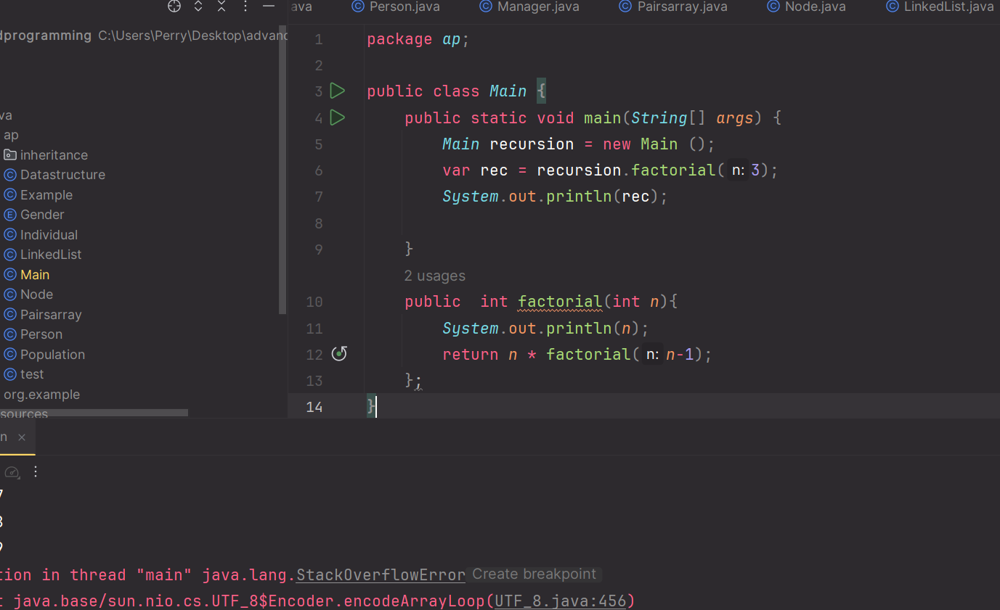 ava Person.java Manager.java Pairsarray.java Node.java LinkedList.java
dprogramming C:\Users\Perry\Desktop\advanc
va
ap
inheritance
Datastructure
Example
Gender
Individual
LinkedList
Main
Node
Pairsarray
Person
Population
test
org.example
sources
1 package ap;
2
3 public class Main {
4 public static void main(String[] args) {
5 Main recursion = new Main ();
6 var rec = recursion.factorial( n: 3);
7 System.out.println(rec);
8
9 }
2 usages
10 public  int factorial(int n){
11 System.out.println(n);
12 return n * factorial( n: n-1);
13 };
14 }
n ×
7
3
9
tion in thread "main" java.lang.StackOverflowError Create breakpoint
t java.base/sun.nio.cs.UTF_8$Encoder.encodeArrayLoop(UTF_8.java:456)